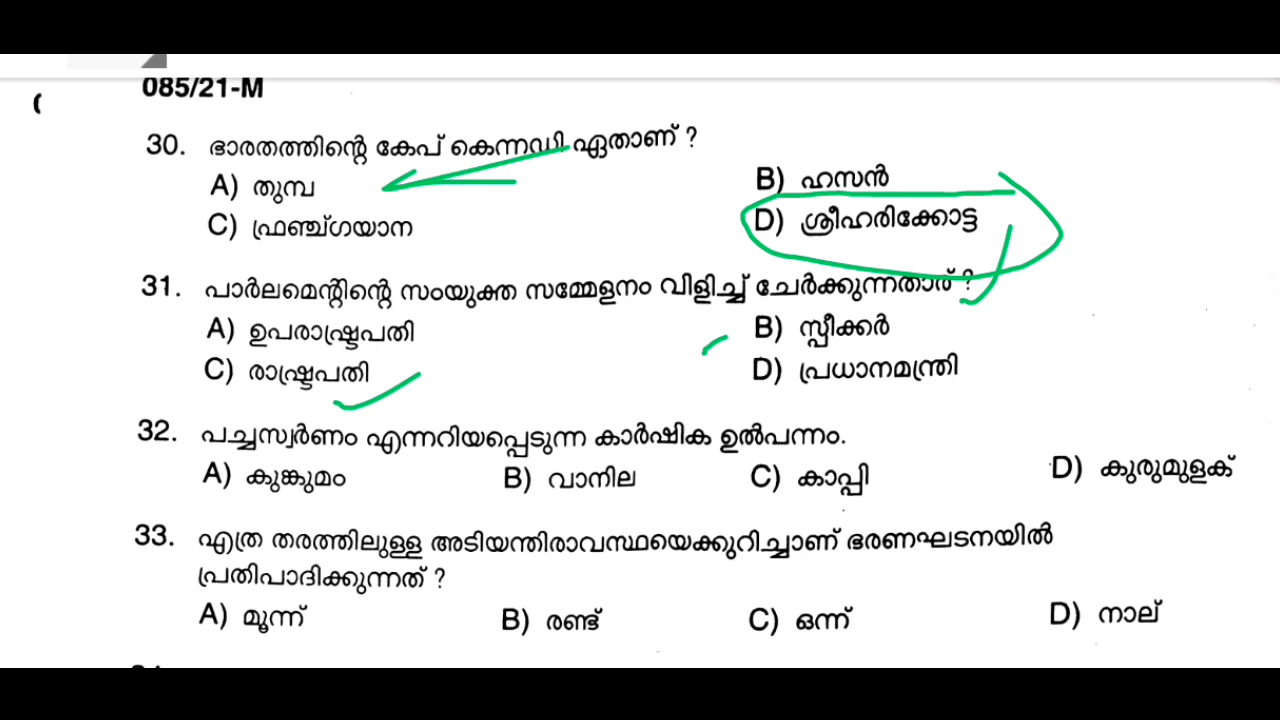 085/21-M
30. ഭാരതത്തിന്റെ കേപ് കെന്നഡി ഏതാണ് ?
A) തുമ്പ B) ഹസൻ
C) ഫ്രഞ്ച്ഗയാന D) ശ്രീഹരിക്കോട്ട
31. പാർലമെന്റിന്റെ സംയുക്ത സമ്മേളനം വിളിച്ച് ചേർക്കുന്നതാര് ?
A) ഉപരാഷ്ട്രപതി B) സ്പീക്കർ
C) രാഷ്ട്രപതി D) പ്രധാനമന്ത്രി
32. പച്ചസ്വർണം എന്നറിയപ്പെടുന്ന കാർഷിക ഉൽപന്നം.
A) കുങ്കുമം B) വാനില C) കാപ്പി D) കുരുമുളക്
33. എത്ര തരത്തിലുള്ള അടിയന്തിരാവസ്ഥയെക്കുറിച്ചാണ് ഭരണഘടനയിൽ
പ്രതിപാദിക്കുന്നത് ?
A) മൂന്ന് B) രണ്ട് C) ഒന്ന് D) നാല്